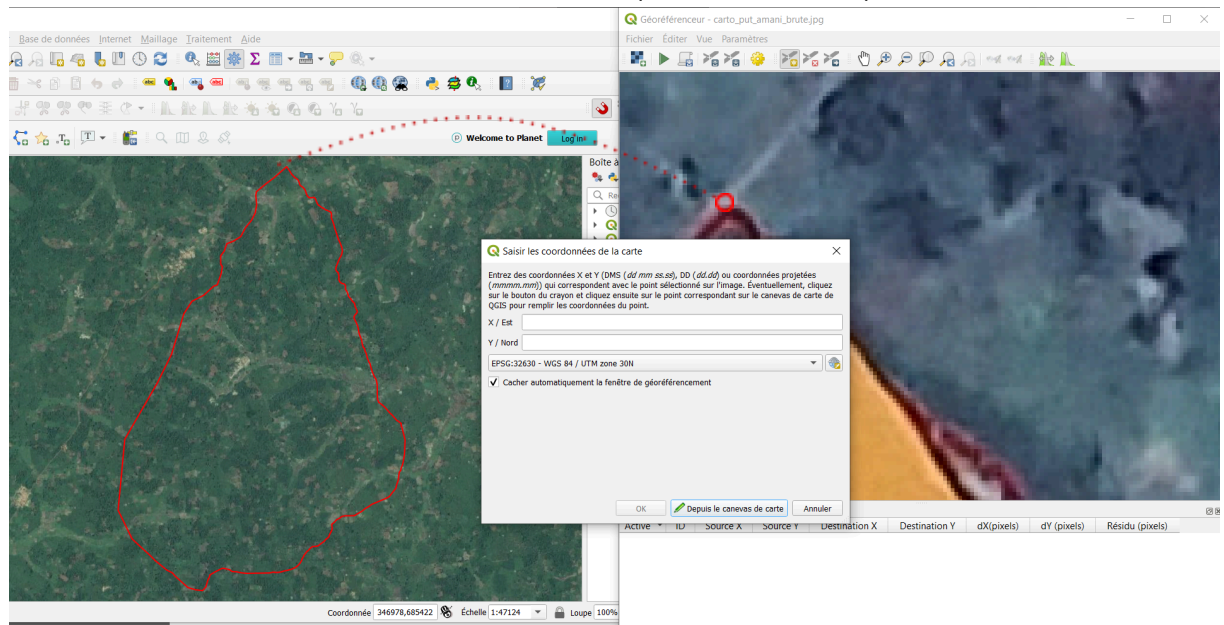 Géoréférenceur - carto_put_amani_brute.jpg
Base de données Internet Maillage Traitement Aide
Fichier Éditer Vue Paramètres
Welcome to Planet Log in
Boîte à
Saisir les coordonnées de la carte
Entrez des coordonnées X et Y (DMS (dd mm ss.ss), DD (dd.dd) ou coordonnées projetées
(mmmm.mm)) qui correspondent avec le point sélectionné sur l'image. Éventuellement, cliquez
sur le bouton du crayon et cliquez ensuite sur le point correspondant sur le canevas de carte de
QGIS pour remplir les coordonnées du point.
X / Est
Y / Nord
EPSG:32630 - WGS 84 / UTM zone 30N
Cacher automatiquement la fenêtre de géoréférencement
OK Depuis le canevas de carte Annuler
Active ID Source X Source Y Destination X Destination Y dX(pixels) dY (pixels) Résidu (pixels)
Coordonnée 346978,685422 Échelle 1:47124 Loupe 100%